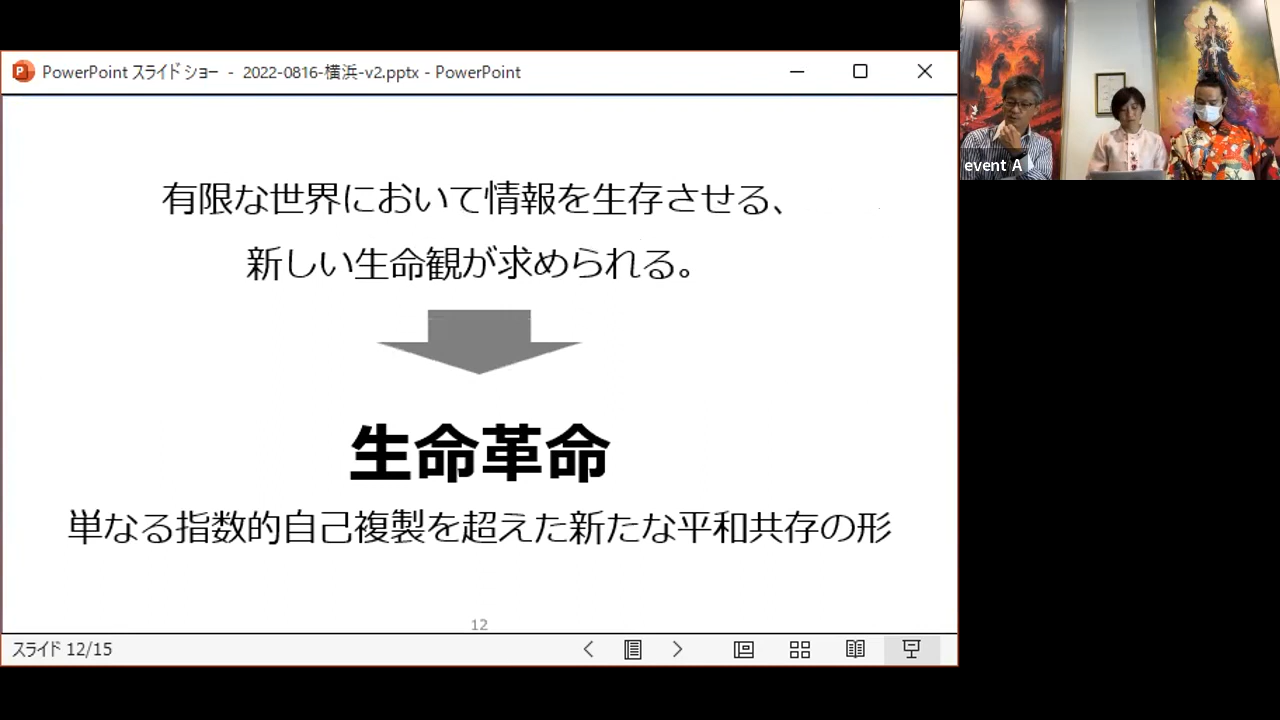 PowerPoint スライド ショー - 2022-0816-横浜-v2.pptx - PowerPoint
event A
有限な世界において情報を生存させる、
新しい生命観が求められる。
生命革命
単なる指数的自己複製を超えた新たな平和共存の形
12
スライド 12/15